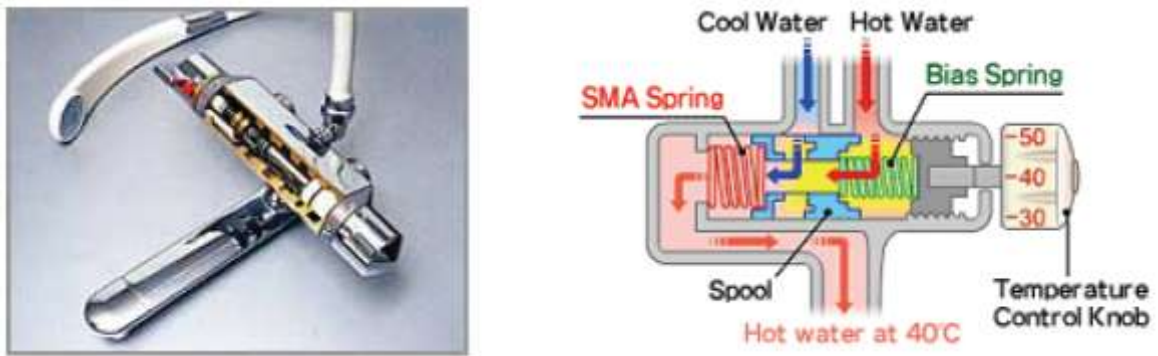 Cool Water
Hot Water
Bias Spring
SMA Spring
-50
-40
-30
Spool
Temperature
Control Knob
Hot water at 40℃